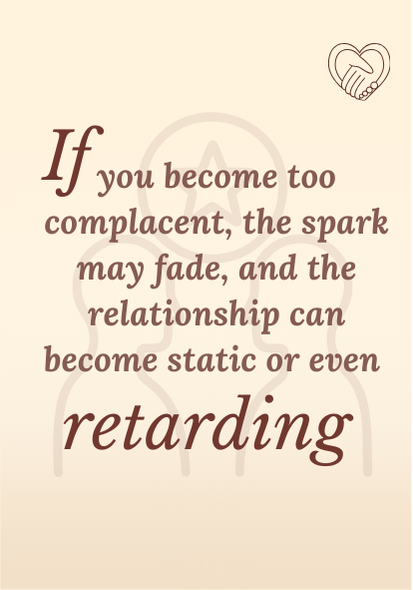 If you become too
complacent, the spark
may fade, and the
relationship can
become static or even
retarding